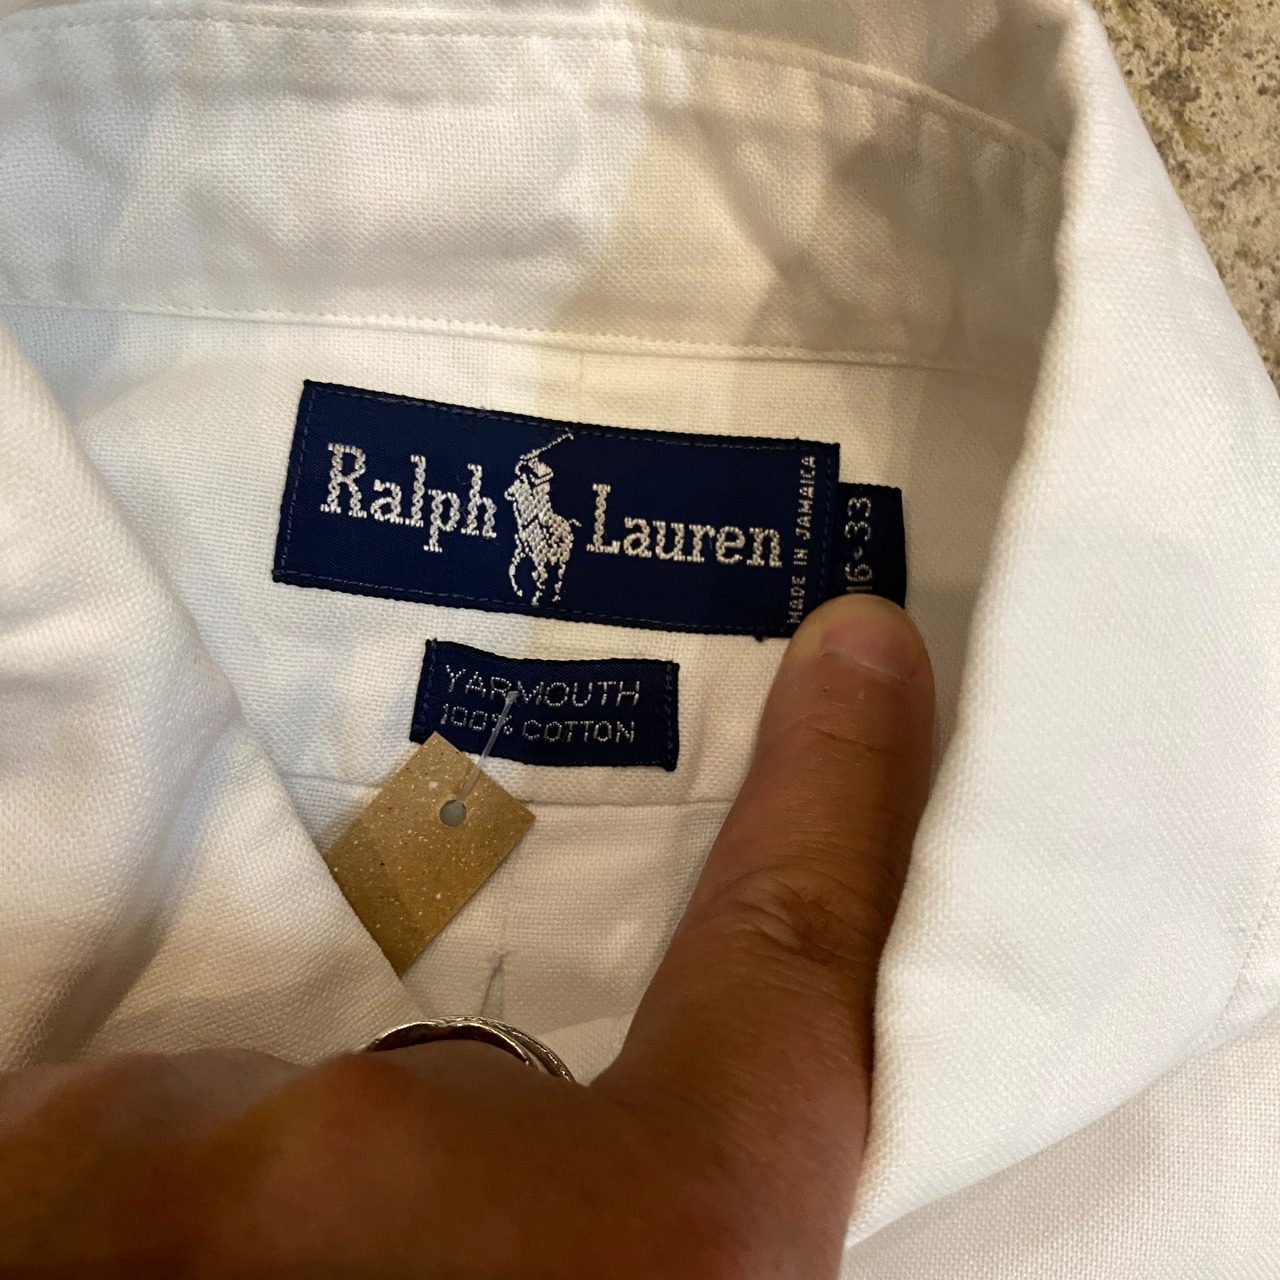 Ralph Lauren
MADE IN JAMAICA
16•33
YARMOUTH
100% COTTON